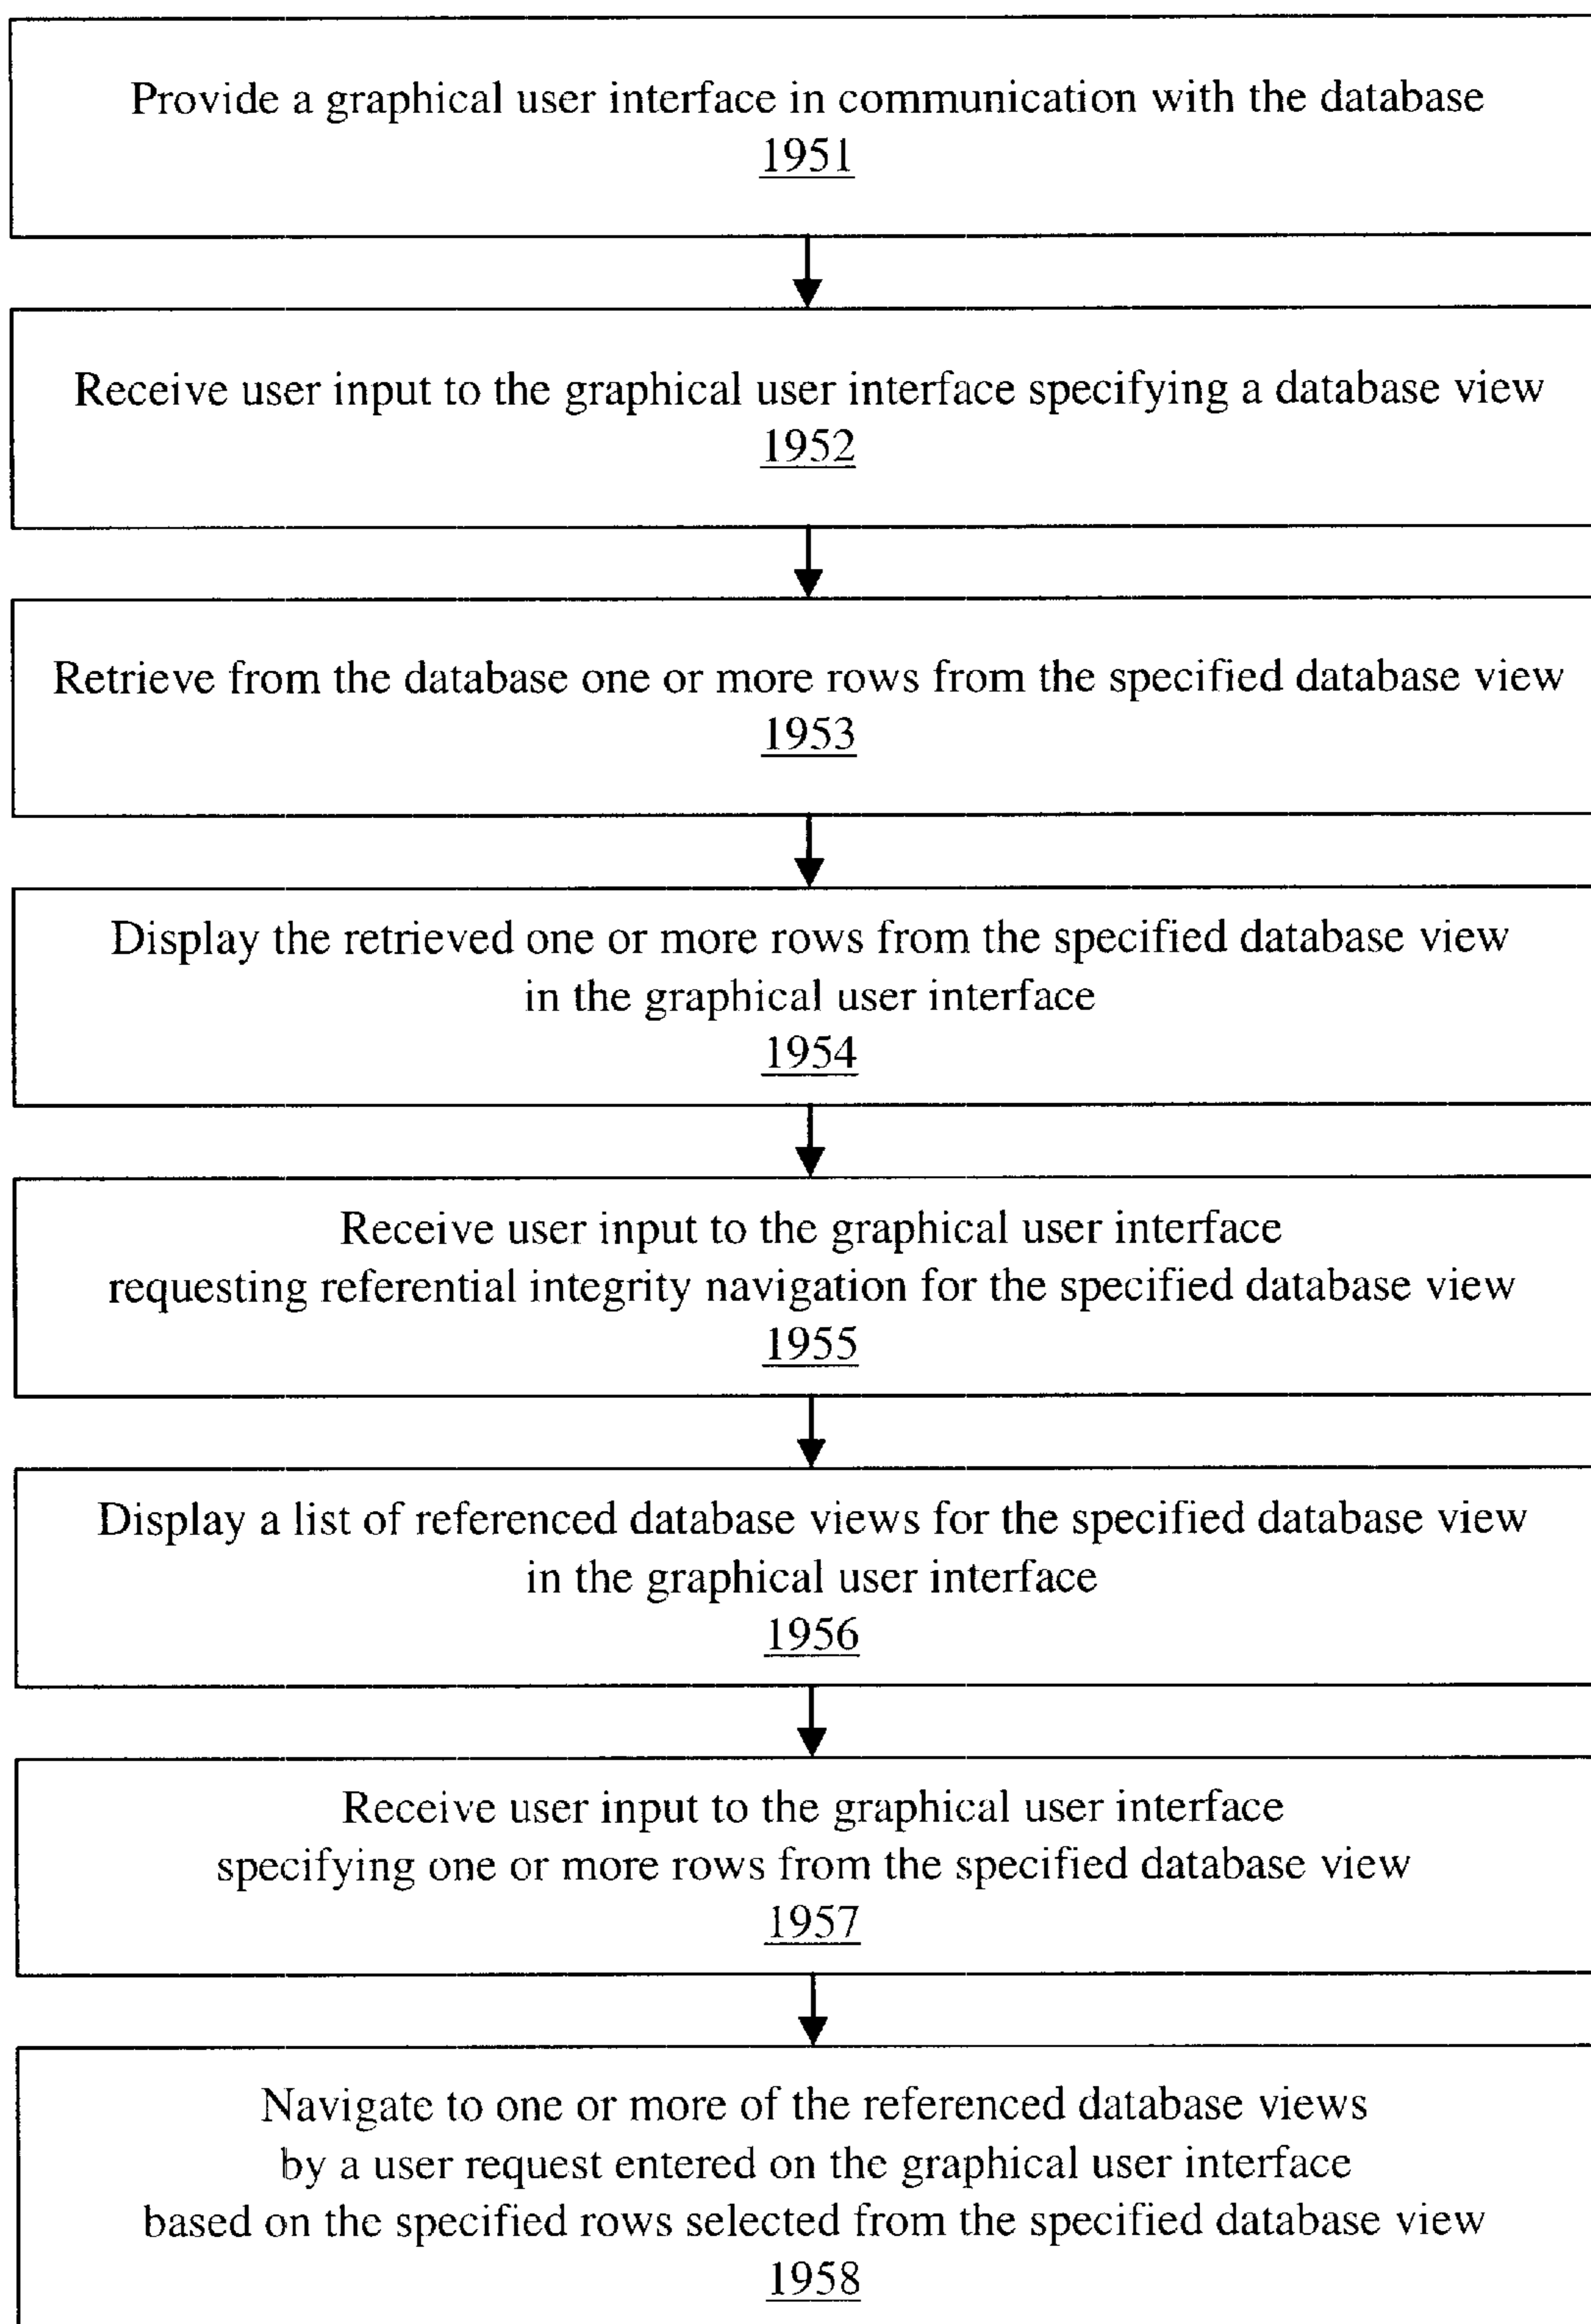 Provide a graphical user interface in communication with the database
1951
Receive user input to the graphical user interface specifying a database view
1952
Retrieve from the database one or more rows from the specified database view
1953
Display the retrieved one or more rows from the specified database view
in the graphical user interface
1954
Receive user input to the graphical user interface
requesting referential integrity navigation for the specified database view
1955
Display a list of referenced database views for the specified database view
in the graphical user interface
1956
Receive user input to the graphical user interface
specifying one or more rows from the specified database view
1957
Navigate to one or more of the referenced database views
by a user request entered on the graphical user interface
based on the specified rows selected from the specified database view
1958